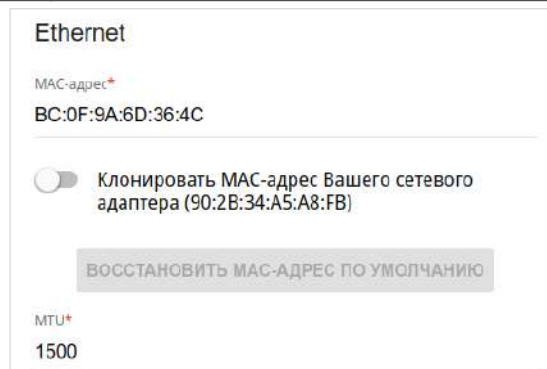 Ethernet
MAC-адрес*
BC:0F:9A:6D:36:4C
Клонировать MAC-адрес Вашего сетевого
адаптера (90:2B:34:A5:A8:FB)
ВОССТАНОВИТЬ MAC-АДРЕС ПО УМОЛЧАНИЮ
MTU*
1500